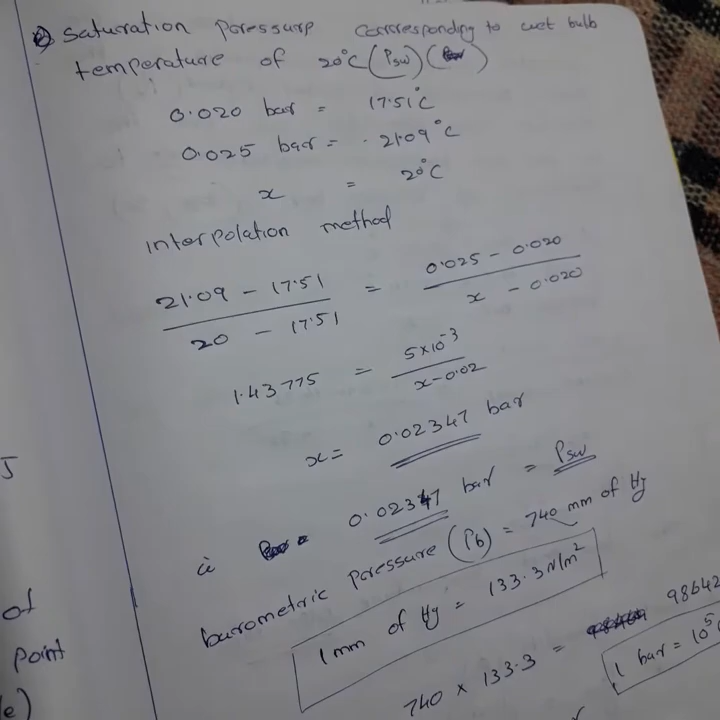 saturation pressure corresponding to wet bulb
temperature of 20°C (Psw)
0.020 bar = 17.51°C
0.025 bar = 21.09°C
x = 20°C
interpolation method
21.09 - 17.51 / 20 - 17.51 = 0.025 - 0.020 / x - 0.020
1.43775 = 5×10⁻³ / x-0.02
x = 0.02347 bar
ie 0.02347 bar = Psw
barometric pressure (Pb) = 740 mm of Hg
1 mm of Hg = 133.3 N/m²
740 × 133.3 = 98642
1 bar = 10⁵
J
of
point
e)